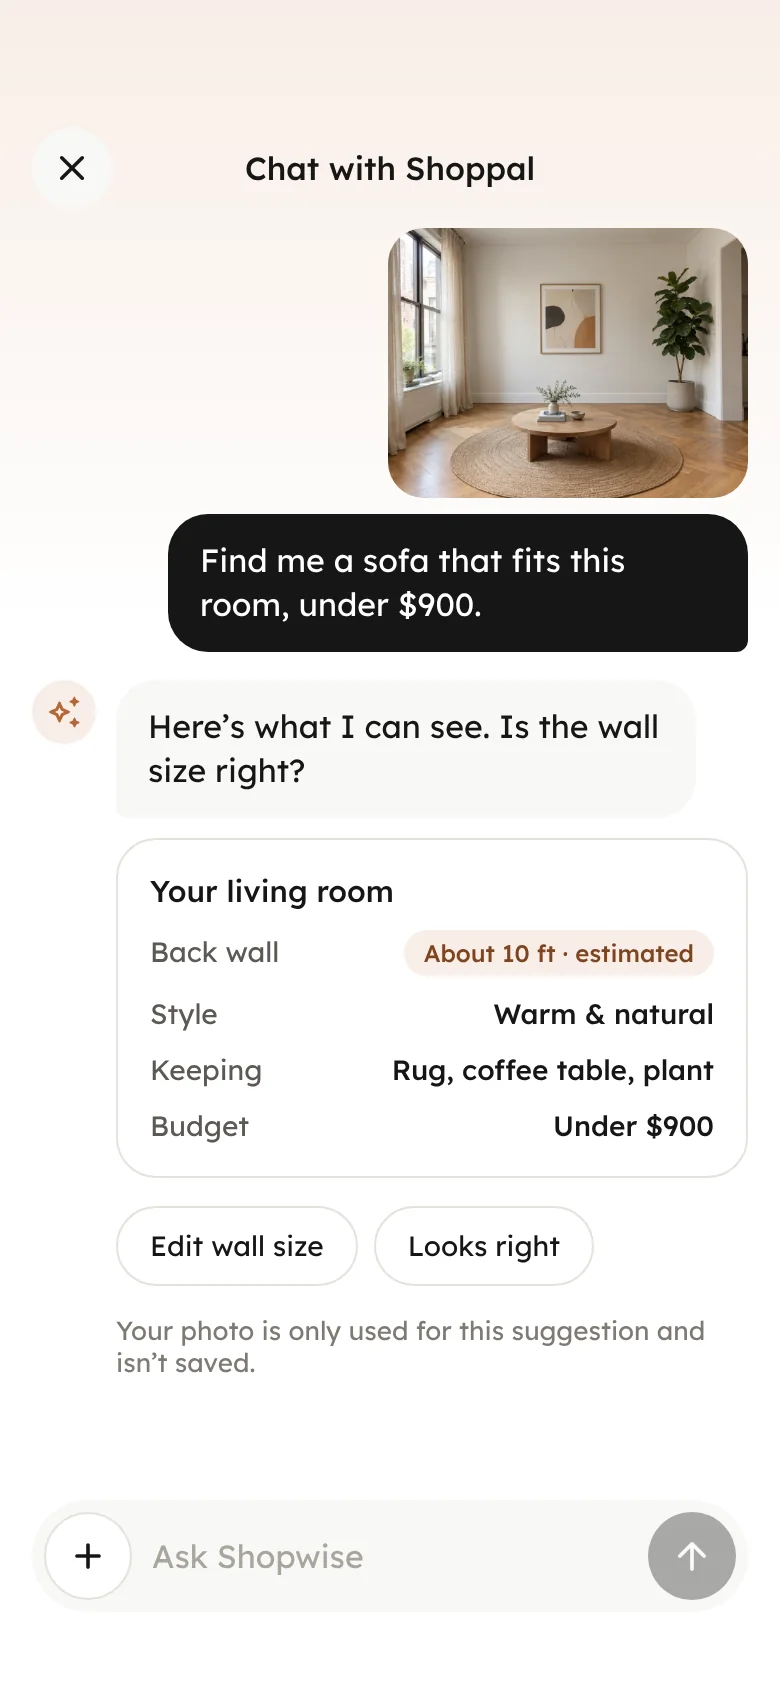 Chat with Shoppal
Find me a sofa that fits this
room, under $900.
Here’s what I can see. Is the wall
size right?
Your living room
Back wall
About 10 ft · estimated
Style
Warm & natural
Keeping
Rug, coffee table, plant
Budget
Under $900
Edit wall size
Looks right
Your photo is only used for this suggestion and
isn’t saved.
Ask Shopwise